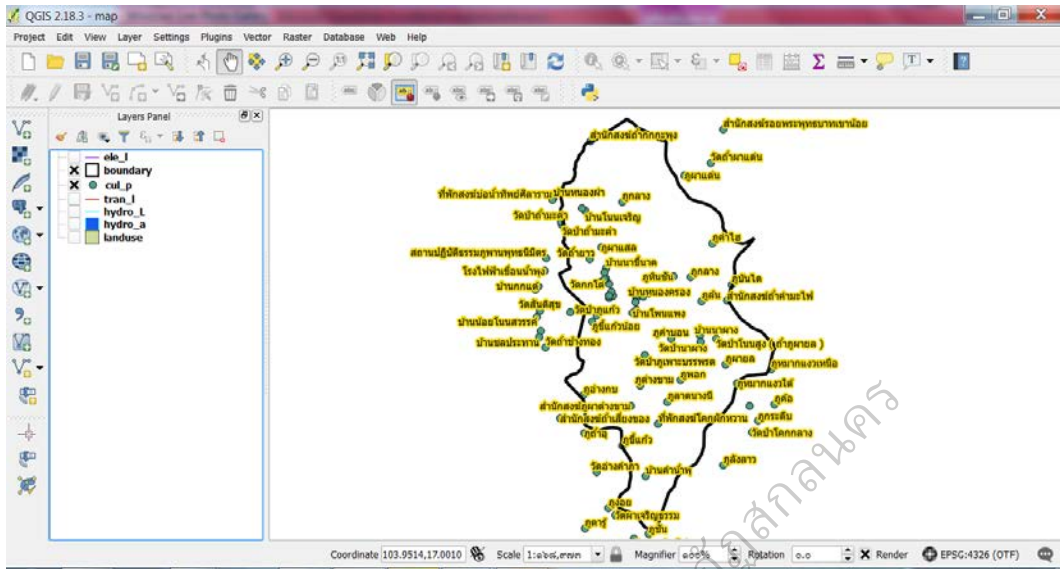 QGIS 2.18.3 - map
Project Edit View Layer Settings Plugins Vector Raster Database Web Help
Layers Panel
ele_l
boundary
cul_p
tran_l
hydro_L
hydro_a
landuse
สำนักสงฆ์ถ้ำกกกะพุง
สำนักสงฆ์รอยพระพุทธบาทเขาน้อย
วัดถ้ำผาแด่น
ภูผาแด่น
ที่พักสงฆ์บ่อน้ำทิพย์ศิลาราม
บ้านหนองผำ
ภูกลาง
วัดป่าถ้ำมะค่า
บ้านโนนเจริญ
วัดป่าถ้ำมะค่า
ภูค้ำไฮ
สถานปฏิบัติธรรมภูพานพุทธนิมิตร
วัดถ้ำยาว
ภูผาแสด
บ้านนาขี้นาค
โรงไฟฟ้าเขื่อนน้ำพุง
ภูหินชัน
ภูกลาง
ภูบันได
บ้านกกแต้
วัดกกโด่
บ้านหนองครอง
ภูต้น
สำนักสงฆ์ถ้ำคำมะไฟ
วัดสันติสุข
วัดป่าภูแก้ว
บ้านโพนแพง
บ้านน้อยโนนสวรรค์
ภูขี้แก้วน้อย
ภูคำบอน
บ้านนาผาง
บ้านชลประทาน
วัดถ้ำช้างทอง
วัดป่านาผาง
วัดป่าโนนสูง ( ถ้ำภูผายล )
วัดป่าภูเพาะบรรพรต
ภูผายล
ภูหมากแงวเหนือ
ภูต่างขาม
ภูพอก
ภูหมากแงวใต้
ภูอ่างกบ
ภูลาดนางนี
ภูค้อ
สำนักสงฆ์ภูผาด่างขาม
สำนักสงฆ์ถ้ำเสี่ยงของ
ที่พักสงฆ์โคกผักหวาน
ภูกระติบ
วัดป่าโคกกลาง
ภูถ้ำอู
ภูขี้แก้ว
วัดอ่างคำภา
บ้านคำน้ำพุ
ภูลังลาว
ภูง่อย
วัดผาเจริญธรรม
ภูคารู้
ภูขั้น
Coordinate 103.9514,17.0010 Scale Magnifier ๑๐๐% Rotation ๐.๐ Render EPSG:4326 (OTF)